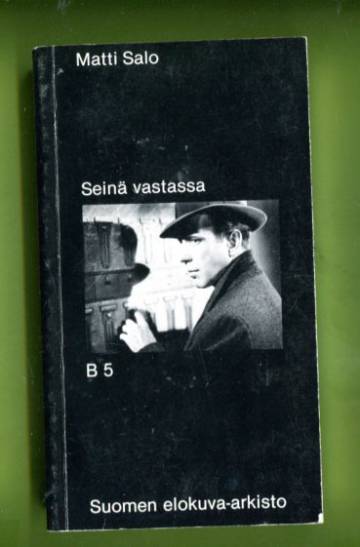 Matti Salo
Seinä vastassa
B 5
Suomen elokuva-arkisto